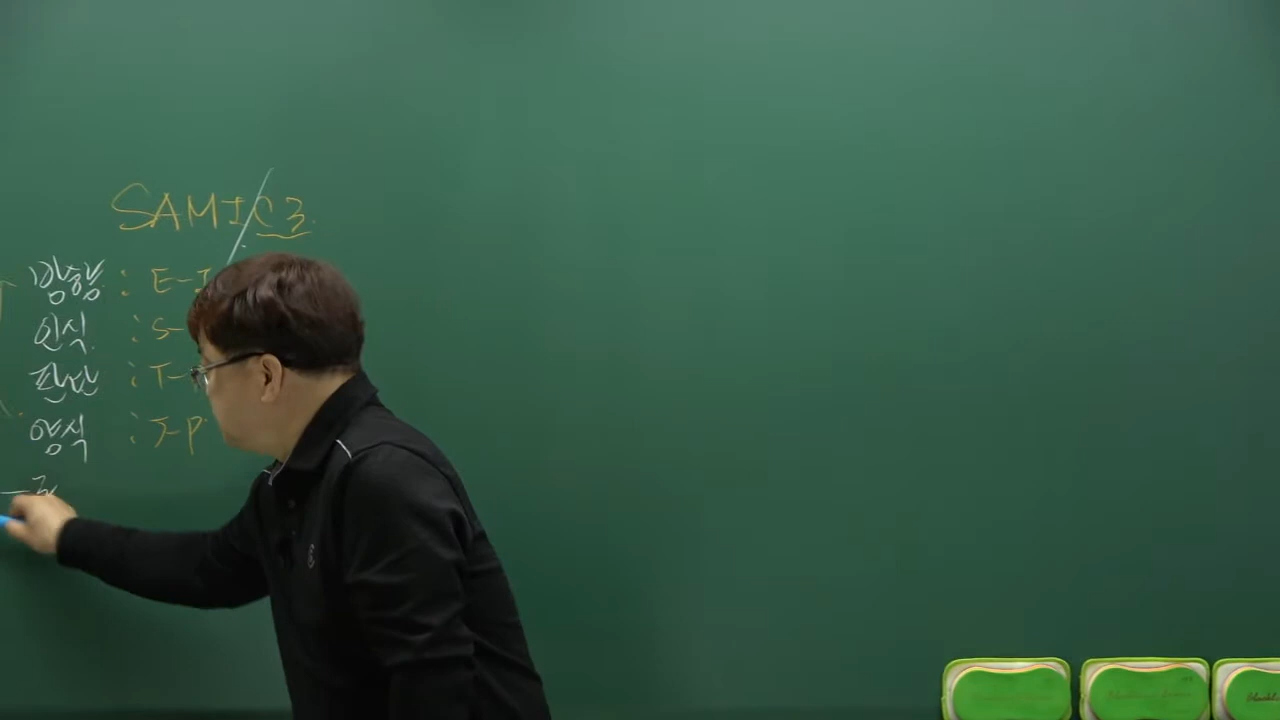 SAMIC3.
방향 : E-I
인식 : S-
판단 : T-
양식 : J-P